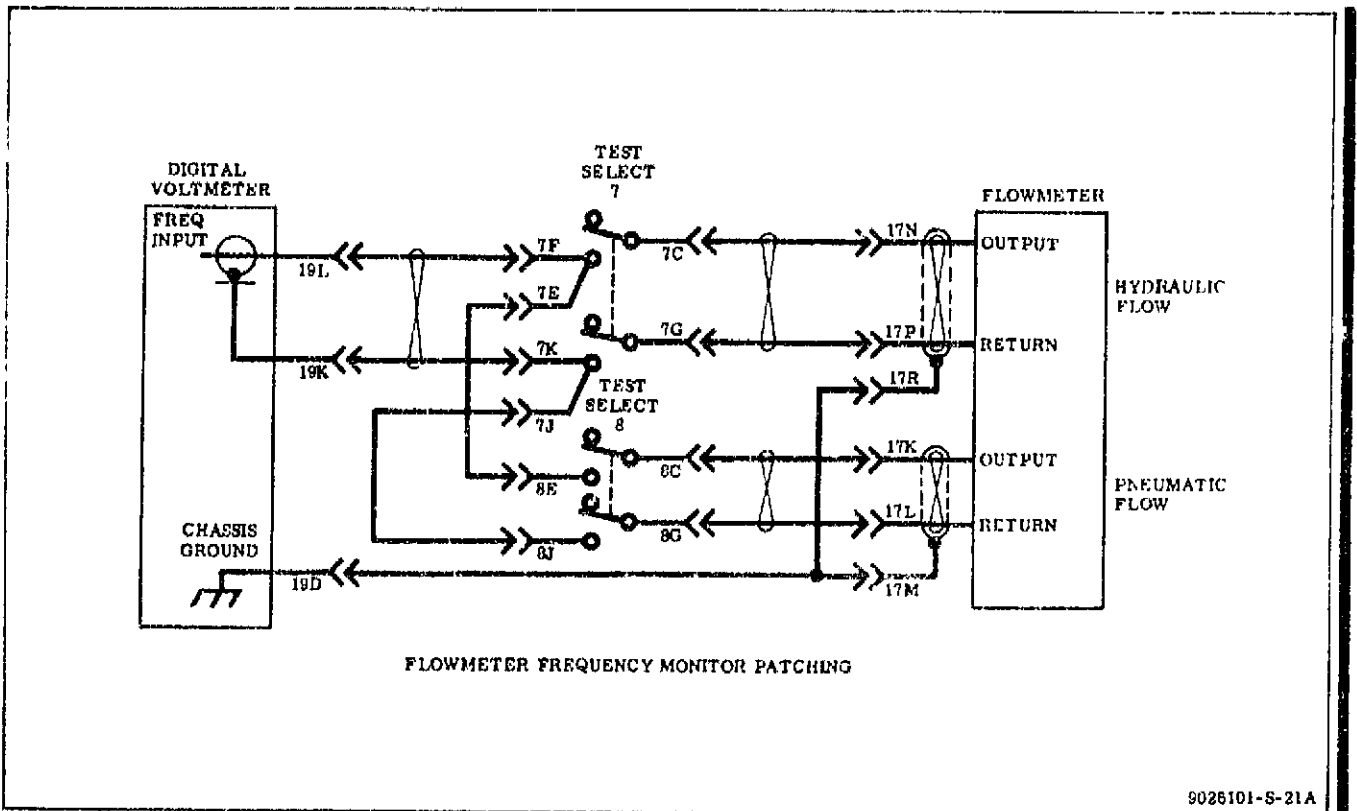 TEST
SELECT
7
DIGITAL
VOLTMETER
FLOWMETER
FREQ
INPUT
19L
7F
7C
17N
OUTPUT
7E
HYDRAULIC
FLOW
19K
7K
7G
17P
RETURN
17R
TEST
SELECT
8
7J
8C
17K
OUTPUT
8E
PNEUMATIC
FLOW
8G
17L
RETURN
CHASSIS
GROUND
8J
19D
17M
FLOWMETER FREQUENCY MONITOR PATCHING
9026101-S-21A